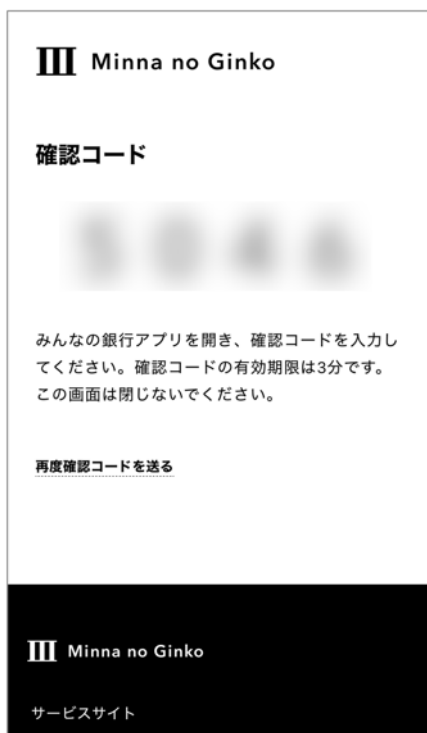 Minna no Ginko
確認コード
みんなの銀行アプリを開き、確認コードを入力し
てください。確認コードの有効期限は3分です。
この画面は閉じないでください。
再度確認コードを送る
Minna no Ginko
サービスサイト